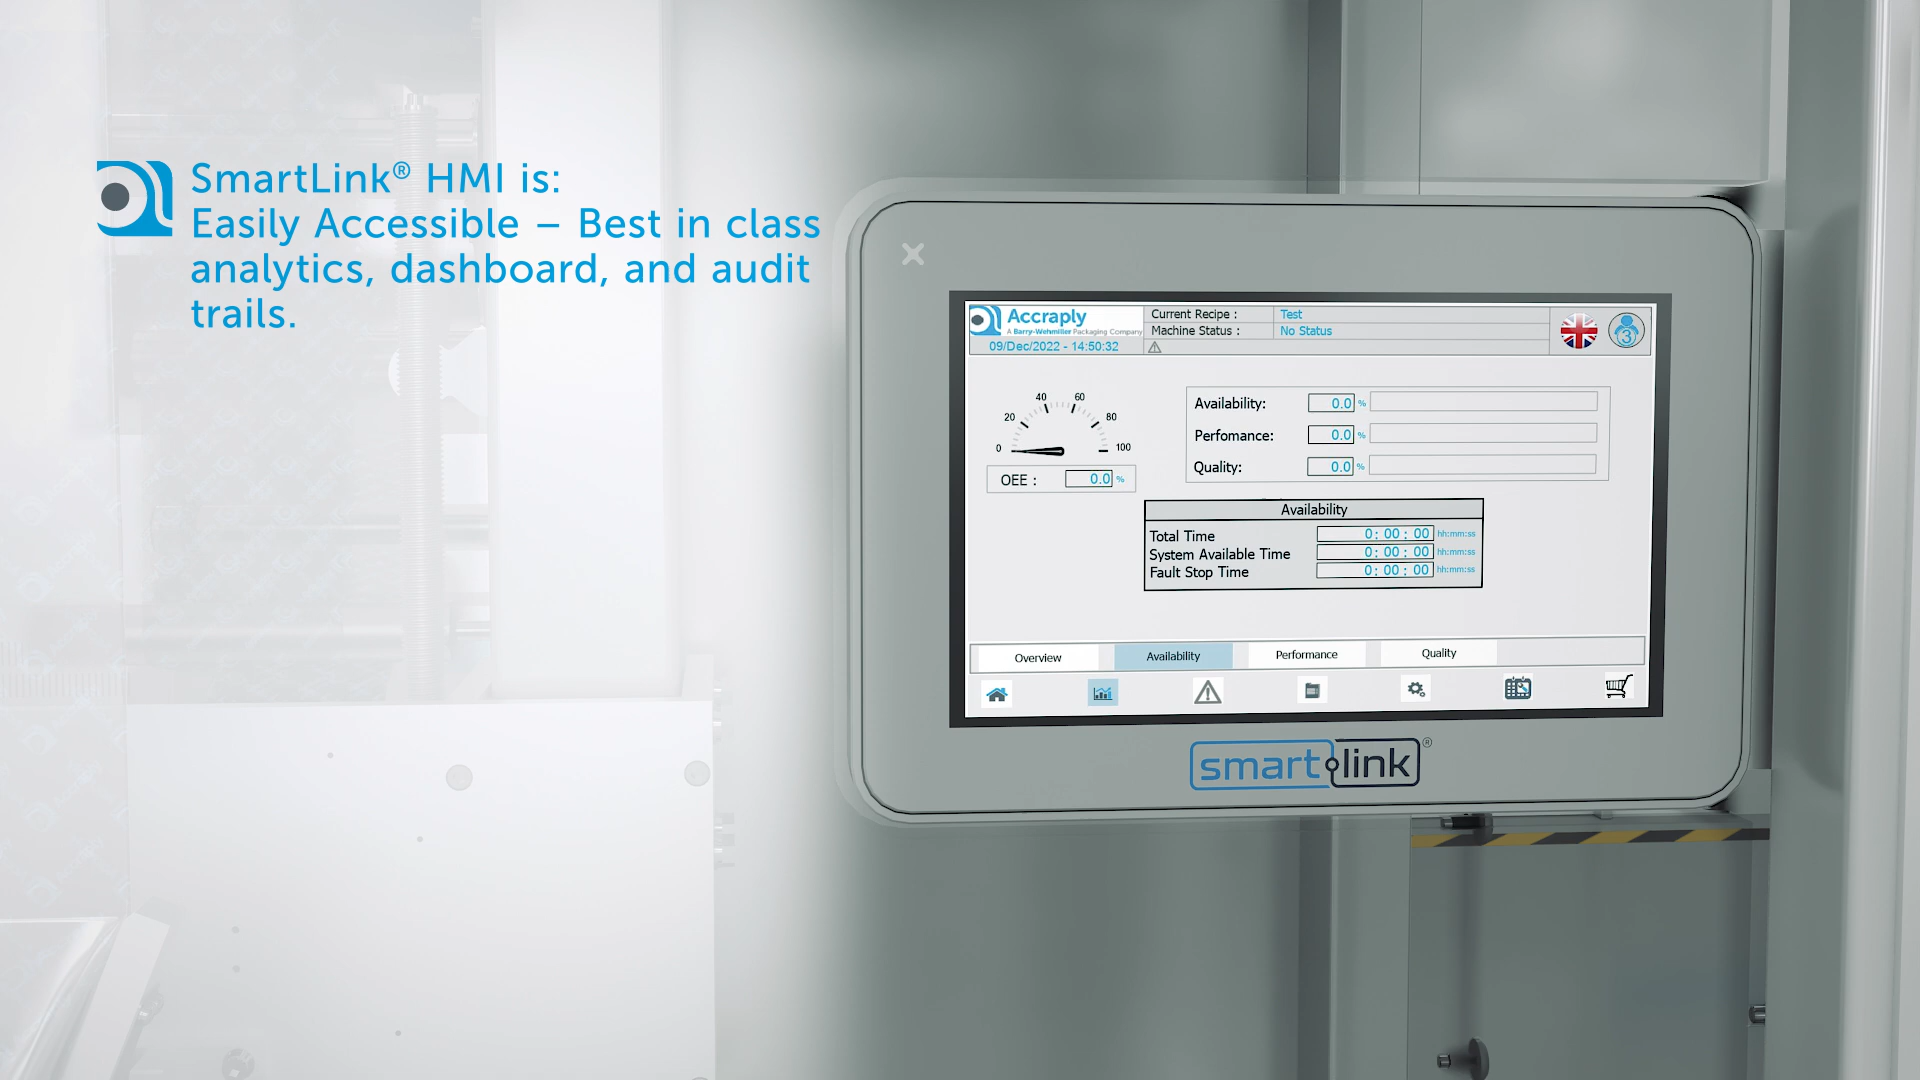 SmartLink® HMI is:
Easily Accessible – Best in class
analytics, dashboard, and audit
trails.
Accraply
A Barry-Wehmiller Packaging Company
09/Dec/2022 - 14:50:32
Current Recipe : Test
Machine Status : No Status
3
0 20 40 60 80 100
OEE : 0.0 %
Availability: 0.0 %
Perfomance: 0.0 %
Quality: 0.0 %
Availability
Total Time 0: 00 : 00 hh:mm:ss
System Available Time 0: 00 : 00 hh:mm:ss
Fault Stop Time 0: 00 : 00 hh:mm:ss
Overview Availability Performance Quality
smart link®